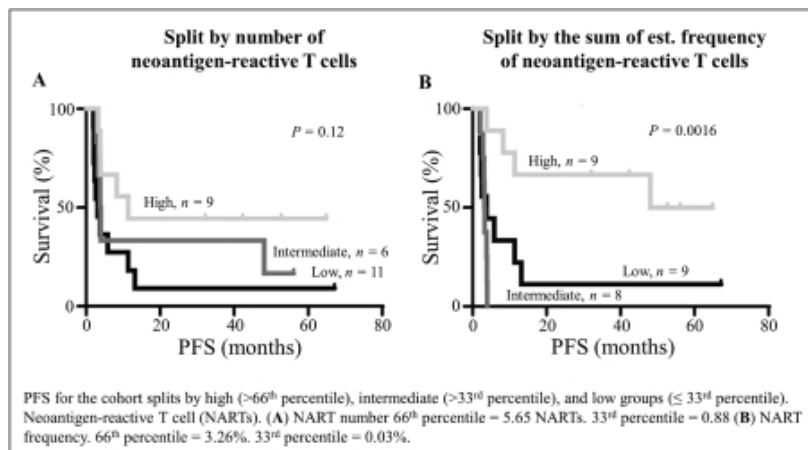 Split by number of
neoantigen-reactive T cells
A
100
50
0
Survival (%)
P = 0.12
High, n = 9
Intermediate, n = 6
Low, n = 11
0 20 40 60 80
PFS (months)
Split by the sum of est. frequency
of neoantigen-reactive T cells
B
100
50
0
Survival (%)
P = 0.0016
High, n = 9
Low, n = 9
Intermediate, n = 8
0 20 40 60 80
PFS (months)
PFS for the cohort splits by high (>66th percentile), intermediate (>33rd percentile), and low groups (≤ 33rd percentile).
Neoantigen-reactive T cell (NARTs). (A) NART number 66th percentile = 5.65 NARTs. 33rd percentile = 0.88 (B) NART
frequency. 66th percentile = 3.26%. 33rd percentile = 0.03%.